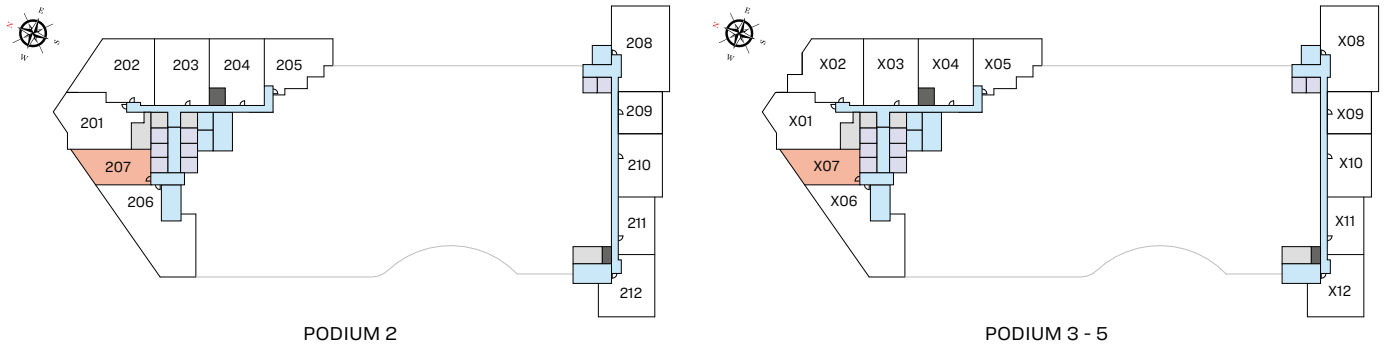 E
N
S
W
202
203
204
205
208
201
209
207
210
206
211
212
PODIUM 2
E
N
S
W
X02
X03
X04
X05
X08
X01
X09
X07
X10
X06
X11
X12
PODIUM 3 - 5